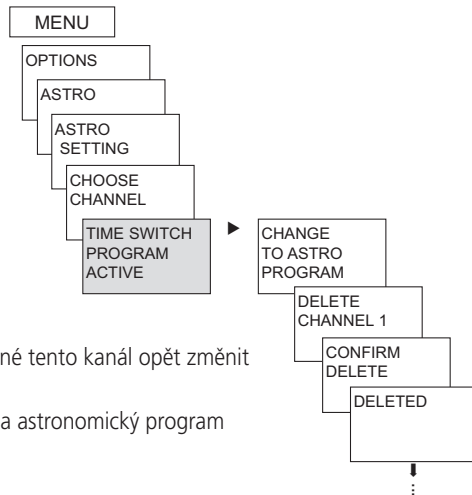 MENU
OPTIONS
ASTRO
ASTRO
SETTING
CHOOSE
CHANNEL
TIME SWITCH
PROGRAM
ACTIVE
CHANGE
TO ASTRO
PROGRAM
DELETE
CHANNEL 1
CONFIRM
DELETE
DELETED
né tento kanál opět změnit
a astronomický program